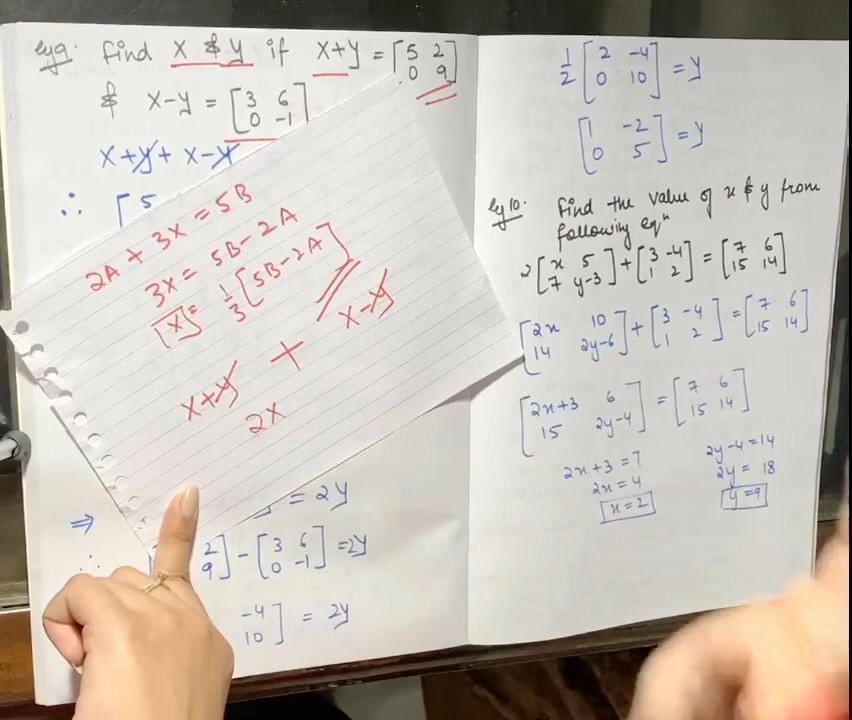 eg 9. Find X & Y if X+Y = [5 2
0 9]
& X-Y = [3 6
0 -1]
X+Y+X-Y
∴ [5
2A + 3X = 5B
3X = 5B-2A
[X] = 1/3 [5B-2A]
X+Y + X-Y
2X
⇒ = 2Y
∴ 2
9] - [3 6
0 -1] = 2Y
-4
10] = 2Y
1/2 [2 -4
0 10] = Y
[1 -2
0 5] = Y
eg 10. Find the value of x & y from
following eqⁿ
2[x 5
7 y-3] + [3 -4
1 2] = [7 6
15 14]
[2x 10
14 2y-6] + [3 -4
1 2] = [7 6
15 14]
[2x+3 6
15 2y-4] = [7 6
15 14]
2x+3 = 7
2x = 4
x = 2
2y-4 = 14
2y = 18
y = 9